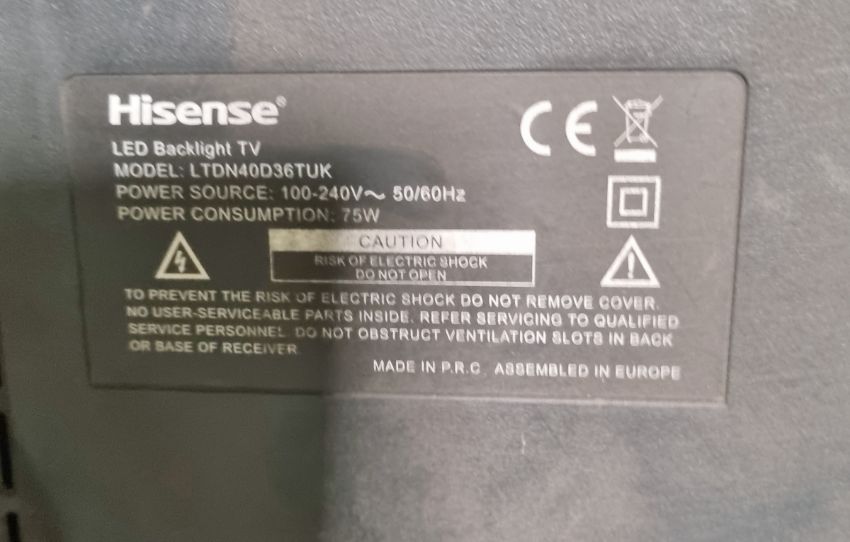 Hisense®
LED Backlight TV
MODEL: LTDN40D36TUK
POWER SOURCE: 100-240V～ 50/60Hz
POWER CONSUMPTION: 75W
CAUTION
RISK OF ELECTRIC SHOCK
DO NOT OPEN
TO PREVENT THE RISK OF ELECTRIC SHOCK DO NOT REMOVE COVER.
NO USER-SERVICEABLE PARTS INSIDE. REFER SERVICING TO QUALIFIED
SERVICE PERSONNEL. DO NOT OBSTRUCT VENTILATION SLOTS IN BACK
OR BASE OF RECEIVER.
MADE IN P.R.C. ASSEMBLED IN EUROPE